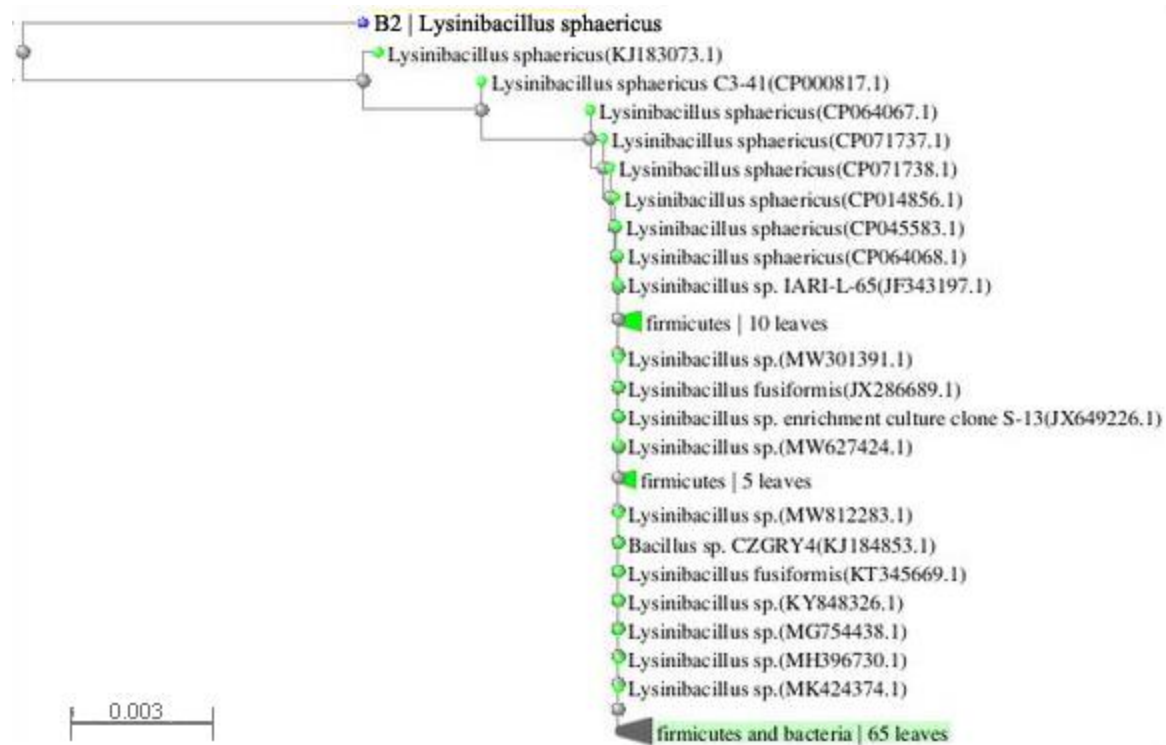 B2 | Lysinibacillus sphaericus
Lysinibacillus sphaericus(KJ183073.1)
Lysinibacillus sphaericus C3-41(CP000817.1)
Lysinibacillus sphaericus(CP064067.1)
Lysinibacillus sphaericus(CP071737.1)
Lysinibacillus sphaericus(CP071738.1)
Lysinibacillus sphaericus(CP014856.1)
Lysinibacillus sphaericus(CP045583.1)
Lysinibacillus sphaericus(CP064068.1)
Lysinibacillus sp. IARI-L-65(JF343197.1)
firmicutes | 10 leaves
Lysinibacillus sp.(MW301391.1)
Lysinibacillus fusiformis(JX286689.1)
Lysinibacillus sp. enrichment culture clone S-13(JX649226.1)
Lysinibacillus sp.(MW627424.1)
firmicutes | 5 leaves
Lysinibacillus sp.(MW812283.1)
Bacillus sp. CZGRY4(KJ184853.1)
Lysinibacillus fusiformis(KT345669.1)
Lysinibacillus sp.(KY848326.1)
Lysinibacillus sp.(MG754438.1)
Lysinibacillus sp.(MH396730.1)
Lysinibacillus sp.(MK424374.1)
0.003
firmicutes and bacteria | 65 leaves